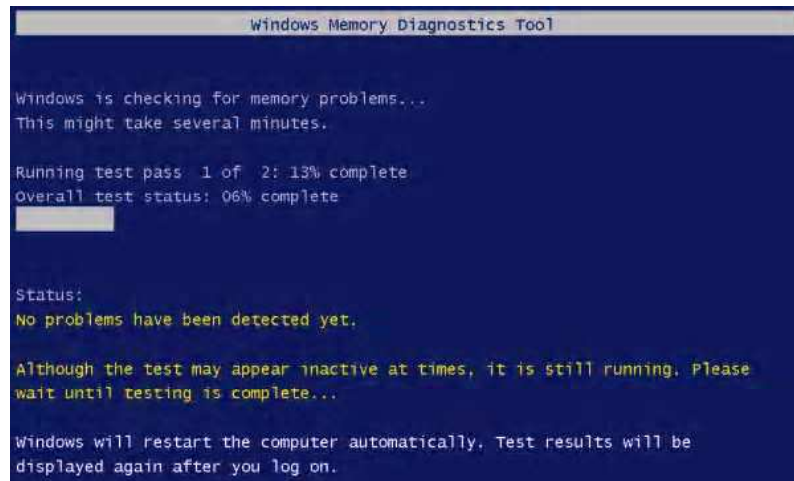 Windows Memory Diagnostics Tool
Windows is checking for memory problems...
This might take several minutes.
Running test pass  1 of  2: 13% complete
Overall test status: 06% complete
Status:
No problems have been detected yet.
Although the test may appear inactive at times, it is still running. Please
wait until testing is complete...
Windows will restart the computer automatically. Test results will be
displayed again after you log on.